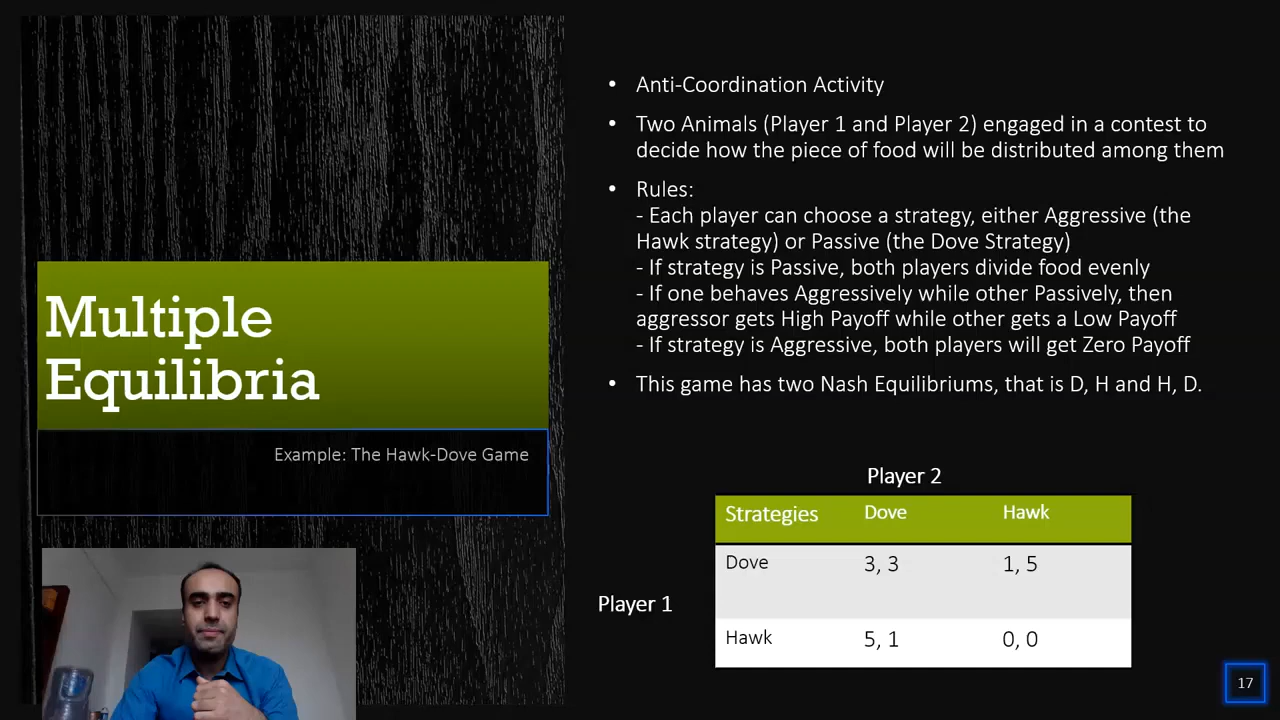 Multiple
Equilibria
Example: The Hawk-Dove Game
• Anti-Coordination Activity
• Two Animals (Player 1 and Player 2) engaged in a contest to
decide how the piece of food will be distributed among them
• Rules:
- Each player can choose a strategy, either Aggressive (the
Hawk strategy) or Passive (the Dove Strategy)
- If strategy is Passive, both players divide food evenly
- If one behaves Aggressively while other Passively, then
aggressor gets High Payoff while other gets a Low Payoff
- If strategy is Aggressive, both players will get Zero Payoff
• This game has two Nash Equilibriums, that is D, H and H, D.
Player 2
Strategies Dove Hawk
Dove 3, 3 1, 5
Player 1
Hawk 5, 1 0, 0
17